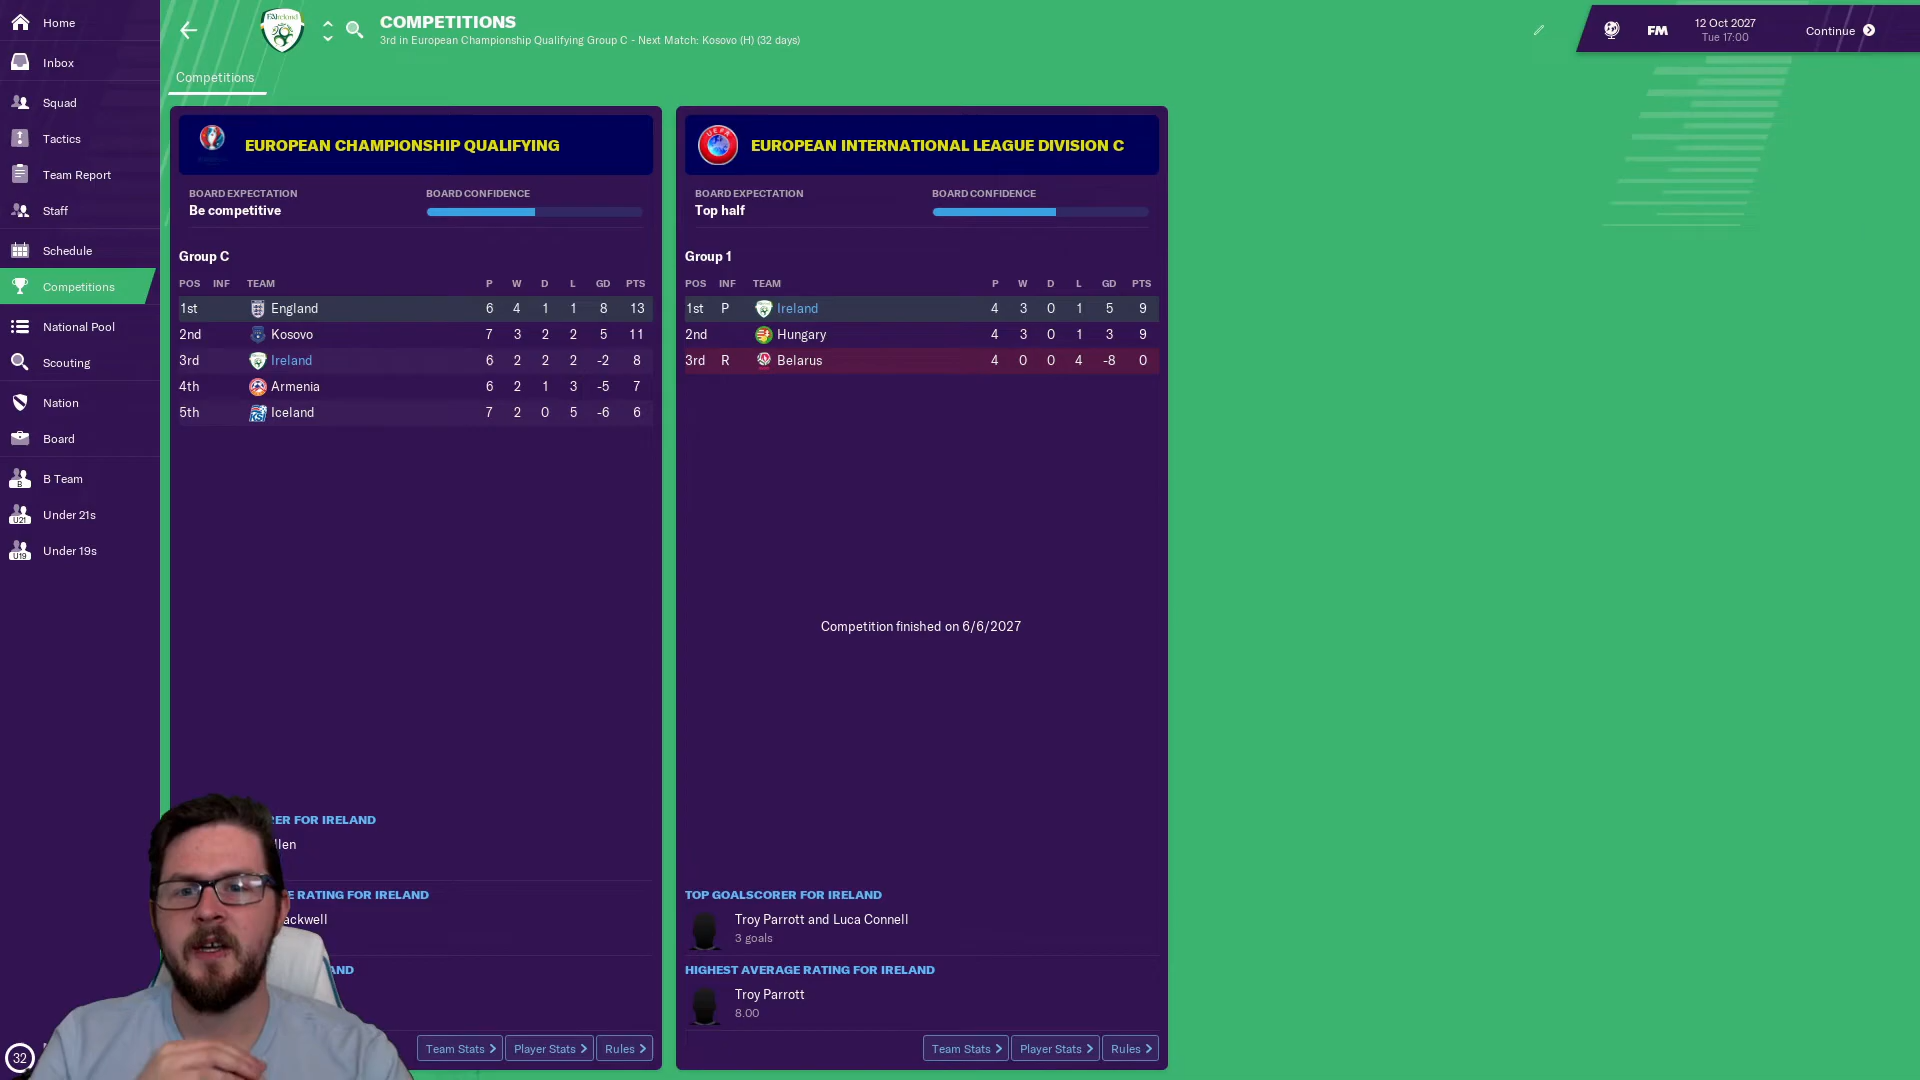 Home
Inbox
Squad
Tactics
Team Report
Staff
Schedule
Competitions
National Pool
Scouting
Nation
Board
B
B Team
U21
Under 21s
U19
Under 19s
32
COMPETITIONS
3rd in European Championship Qualifying Group C - Next Match: Kosovo (H) (32 days)
FM
12 Oct 2027
Tue 17:00
Continue
Competitions
EUROPEAN CHAMPIONSHIP QUALIFYING
BOARD EXPECTATION BOARD CONFIDENCE
Be competitive
Group C
POS INF TEAM P W D L GD PTS
1st England 6 4 1 1 8 13
2nd Kosovo 7 3 2 2 5 11
3rd Ireland 6 2 2 2 -2 8
4th Armenia 6 2 1 3 -5 7
5th Iceland 7 2 0 5 -6 6
FOR IRELAND
RATING FOR IRELAND
Team Stats Player Stats Rules
EUROPEAN INTERNATIONAL LEAGUE DIVISION C
BOARD EXPECTATION BOARD CONFIDENCE
Top half
Group 1
POS INF TEAM P W D L GD PTS
1st P Ireland 4 3 0 1 5 9
2nd Hungary 4 3 0 1 3 9
3rd R Belarus 4 0 0 4 -8 0
Competition finished on 6/6/2027
TOP GOALSCORER FOR IRELAND
Troy Parrott and Luca Connell
3 goals
HIGHEST AVERAGE RATING FOR IRELAND
Troy Parrott
8.00
Team Stats Player Stats Rules